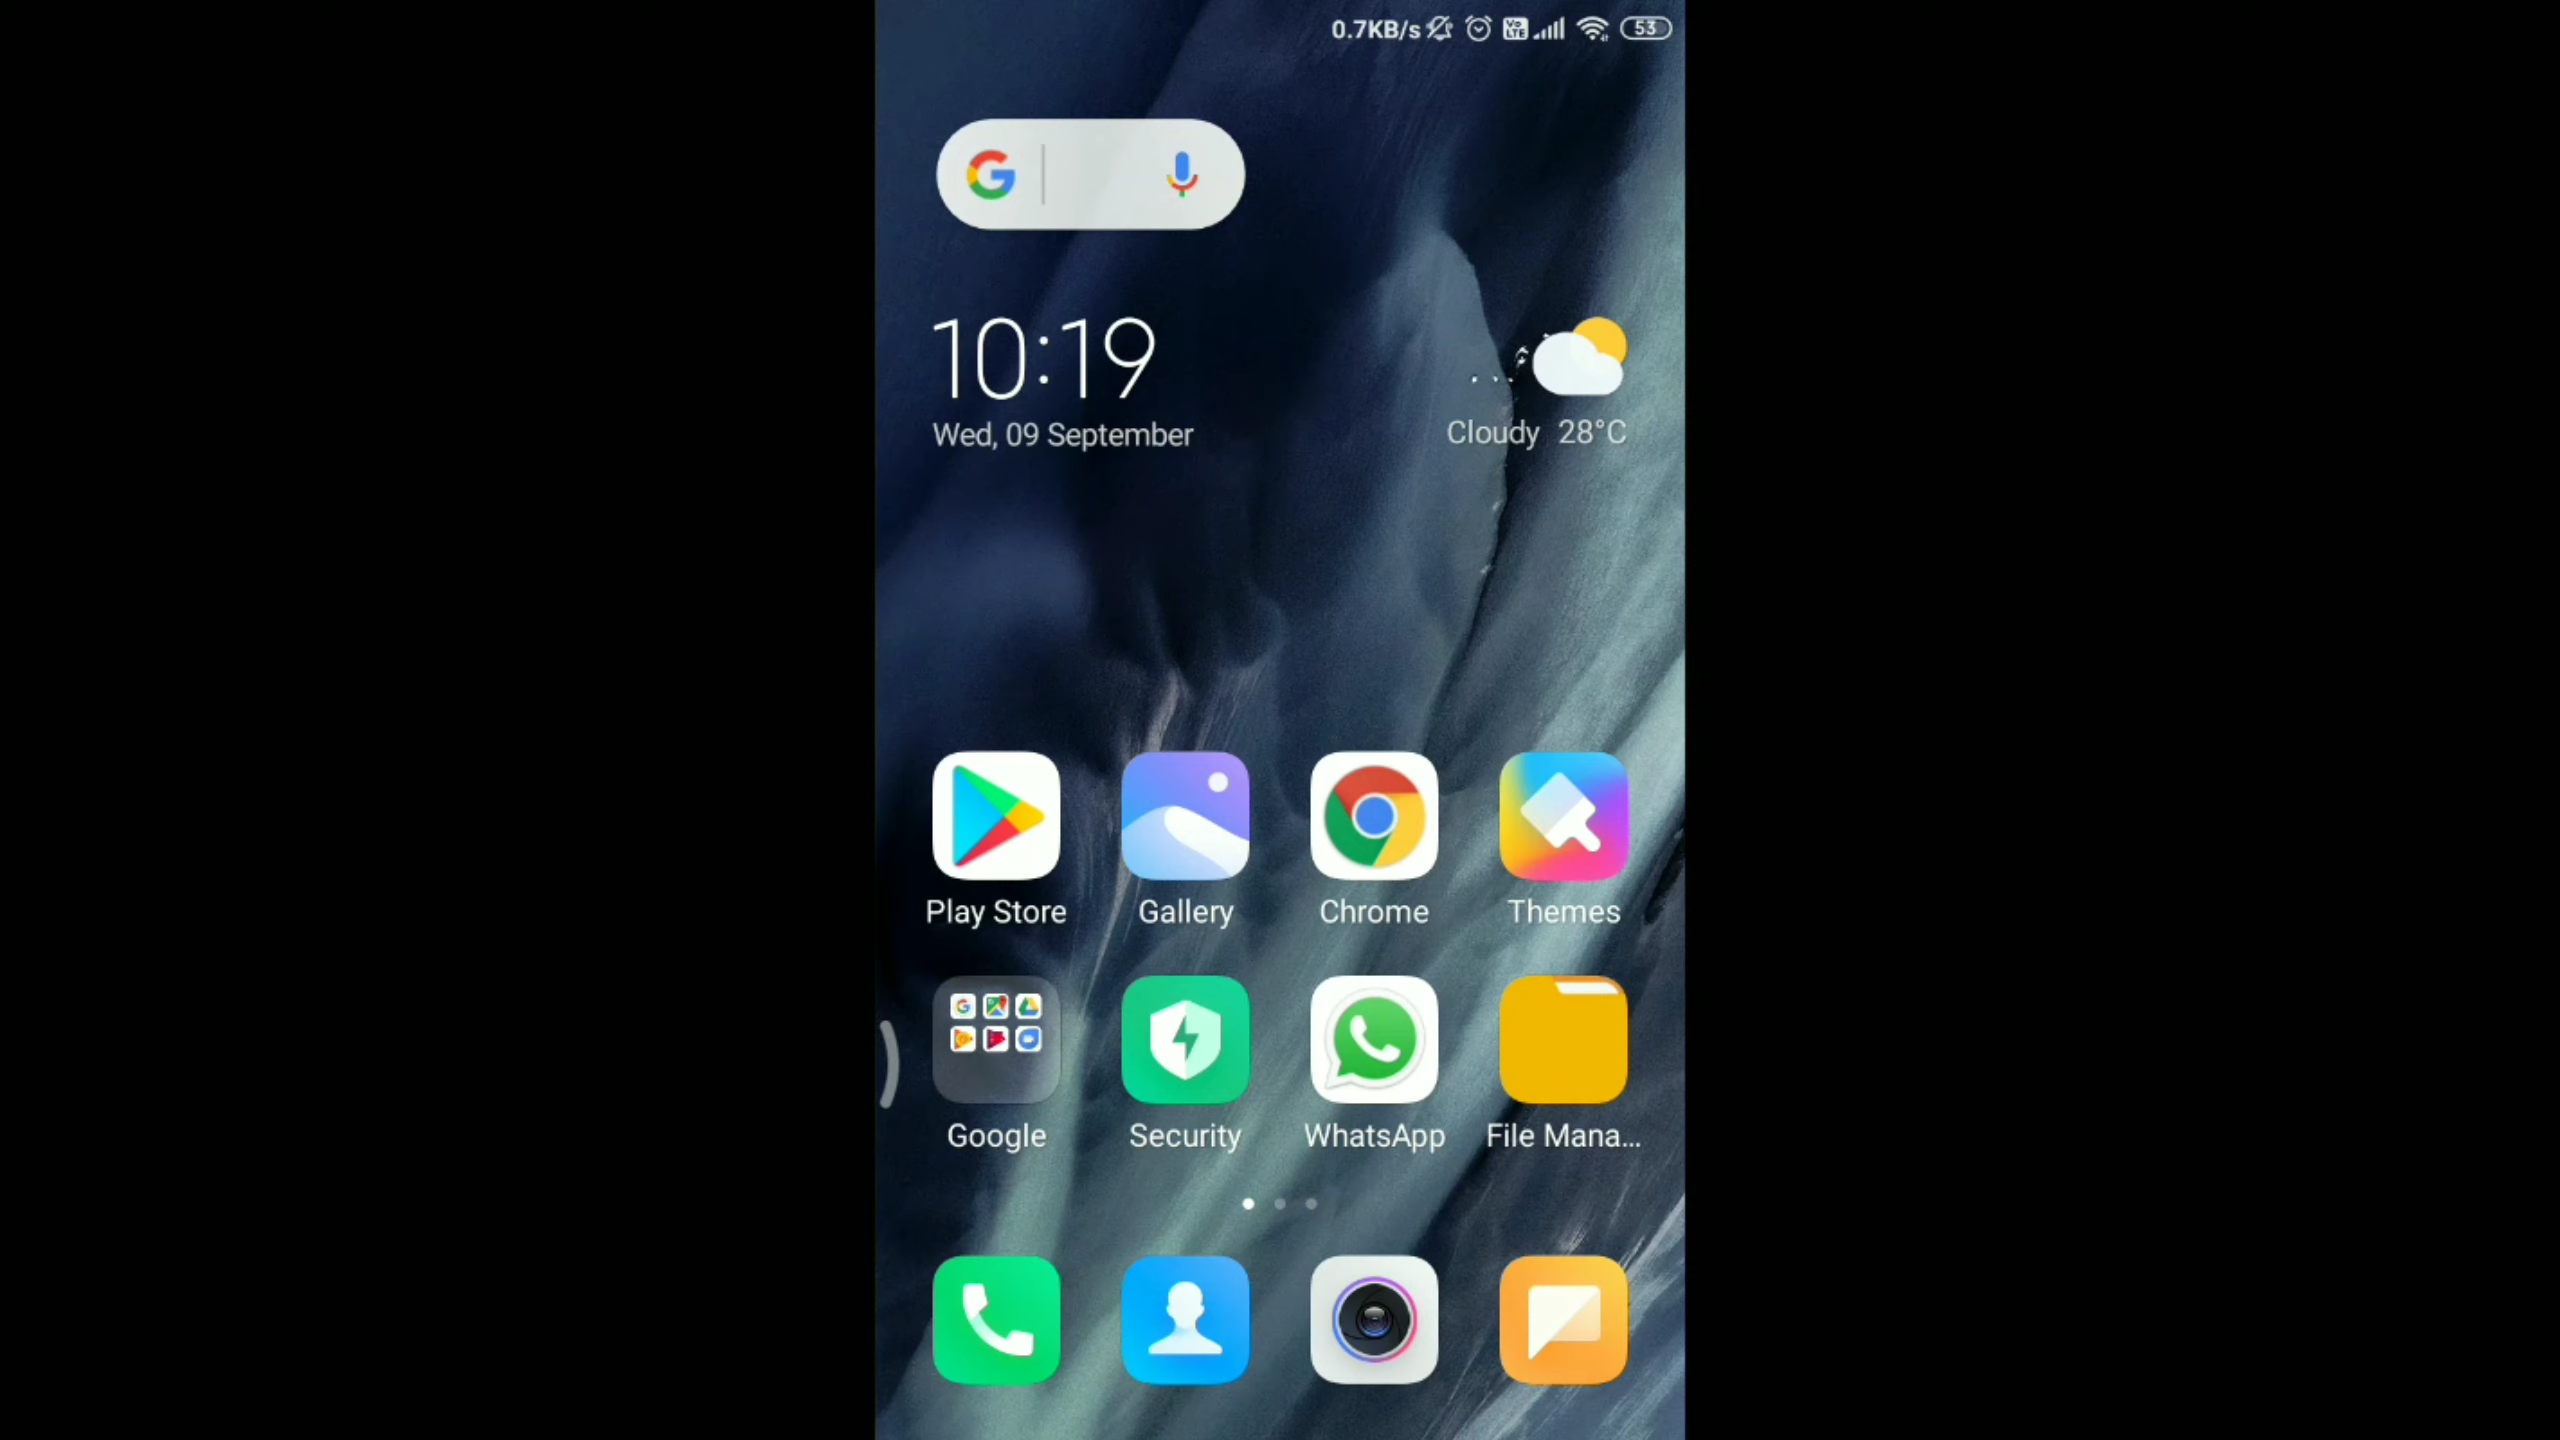 0.7KB/s 53
10:19
Wed, 09 September
Cloudy 28°C
Play Store Gallery Chrome Themes
Google Security WhatsApp File Mana...